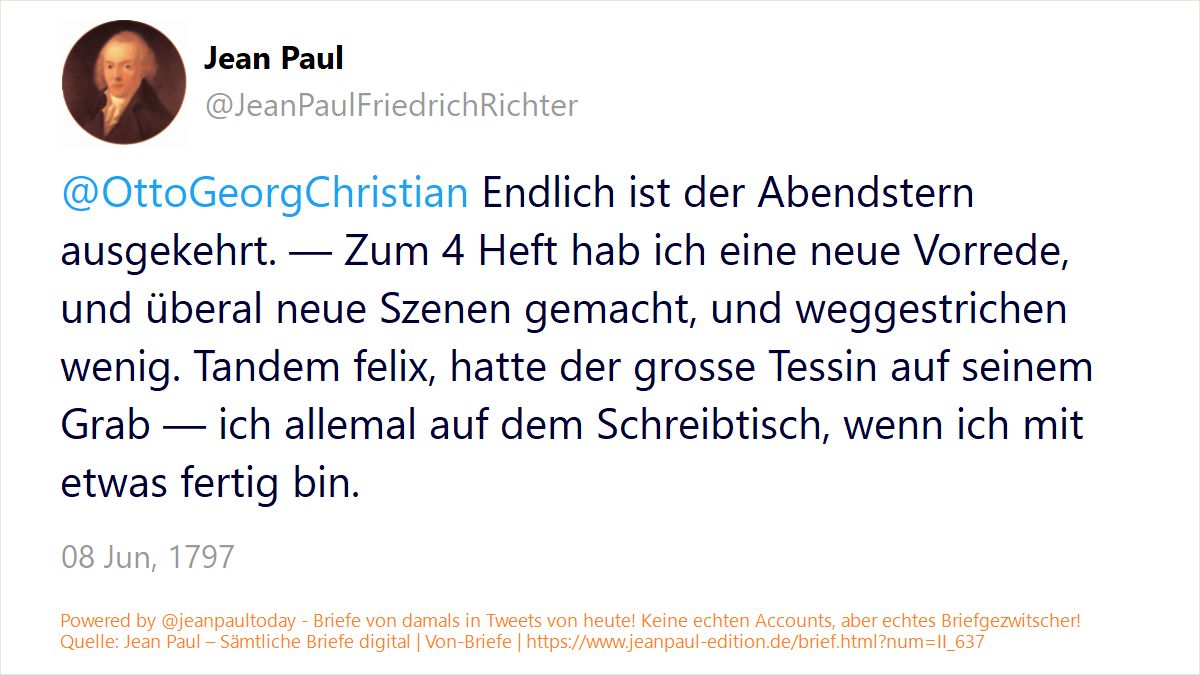 Jean Paul
@JeanPaulFriedrichRichter
@OttoGeorgChristian Endlich ist der Abendstern
ausgekehrt. — Zum 4 Heft hab ich eine neue Vorrede,
und überal neue Szenen gemacht, und weggestrichen
wenig. Tandem felix, hatte der grosse Tessin auf seinem
Grab — ich allemal auf dem Schreibtisch, wenn ich mit
etwas fertig bin.
08 Jun, 1797
Powered by @jeanpaultoday - Briefe von damals in Tweets von heute! Keine echten Accounts, aber echtes Briefgezwitscher!
Quelle: Jean Paul – Sämtliche Briefe digital | Von-Briefe | https://www.jeanpaul-edition.de/brief.html?num=II_637